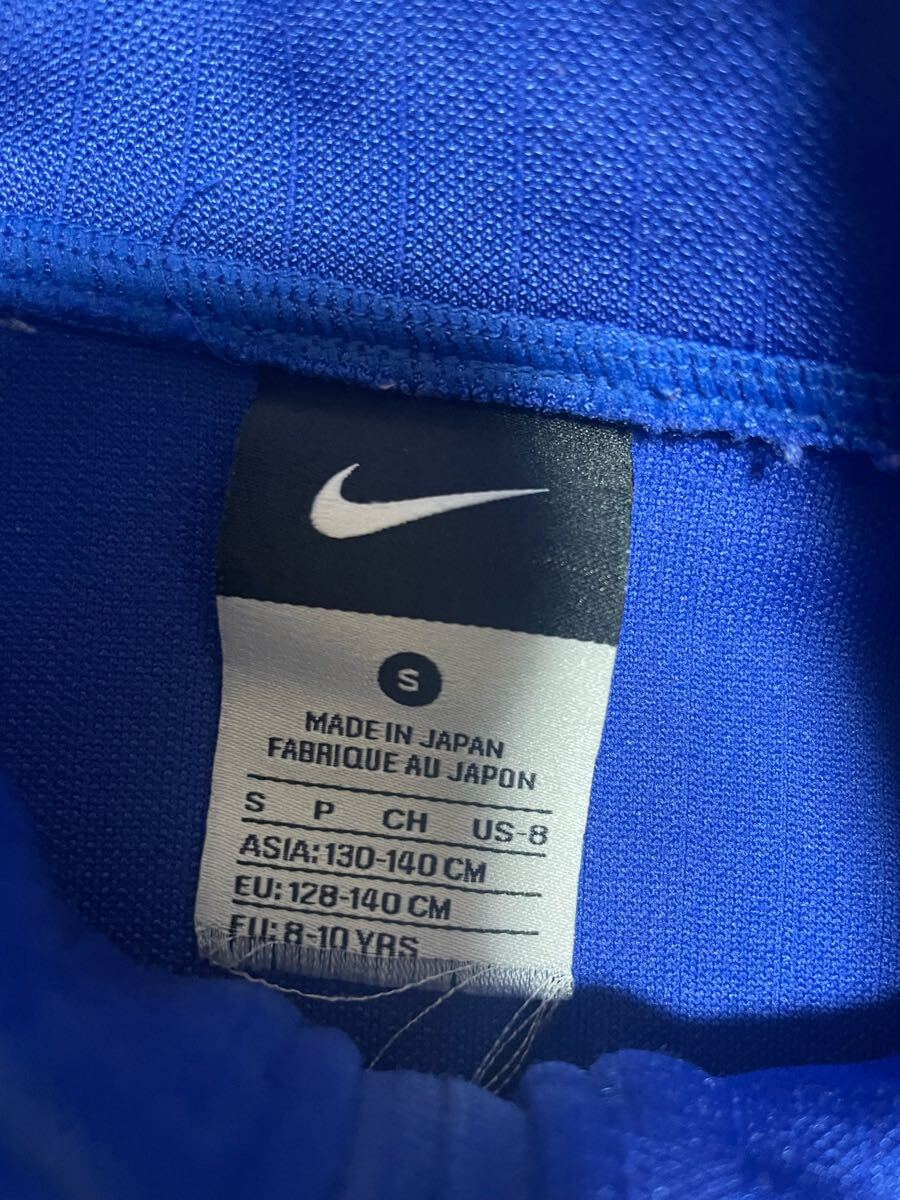 S
MADE IN JAPAN
FABRIQUE AU JAPON
S P CH US-8
ASIA: 130-140 CM
EU: 128-140 CM
EU: 8-10 YRS